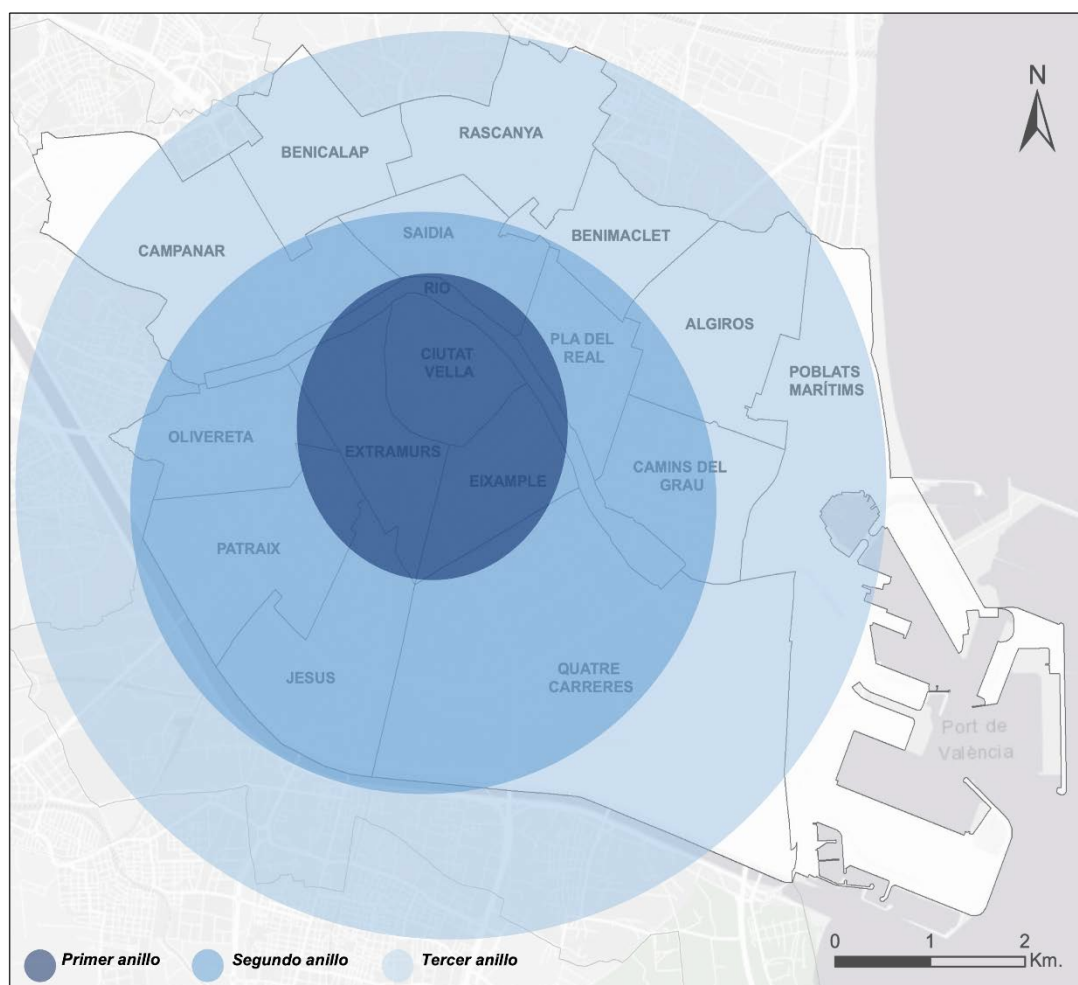 N
RASCANYA
BENICALAP
SAIDIA
BENIMACLET
CAMPANAR
RIO
ALGIROS
PLA DEL
REAL
CIUTAT
VELLA
POBLATS
MARÍTIMS
OLIVERETA
EXTRAMURS
EIXAMPLE
CAMINS DEL
GRAU
PATRAIX
JESUS
QUATRE
CARRERES
Port de
València
Primer anillo
Segundo anillo
Tercer anillo
0 1 2
Km.